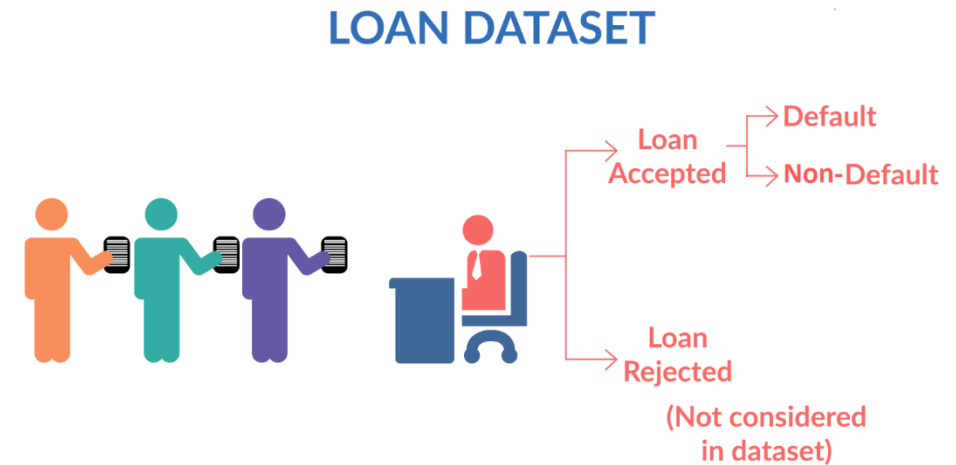 LOAN DATASET
Loan
Accepted
Default
Non-Default
Loan
Rejected
(Not considered
in dataset)